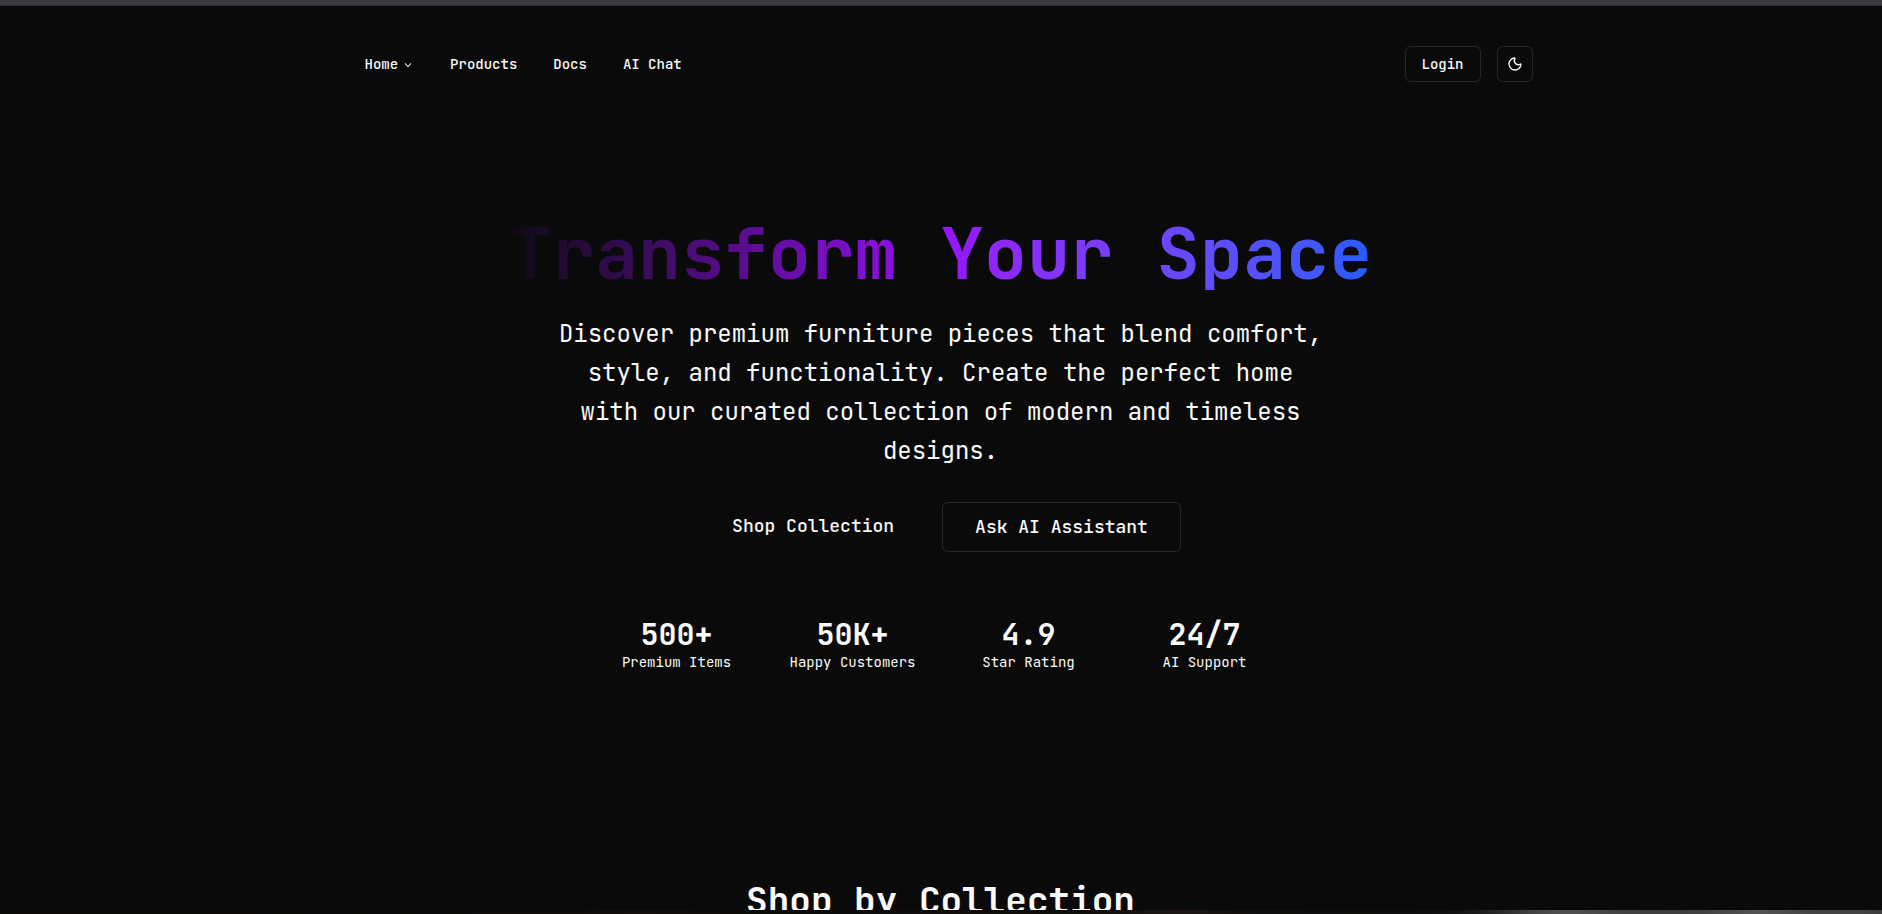 Home Products Docs AI Chat Login
Transform Your Space
Discover premium furniture pieces that blend comfort,
style, and functionality. Create the perfect home
with our curated collection of modern and timeless
designs.
Shop Collection Ask AI Assistant
500+ 50K+ 4.9 24/7
Premium Items Happy Customers Star Rating AI Support
Shop by Collection